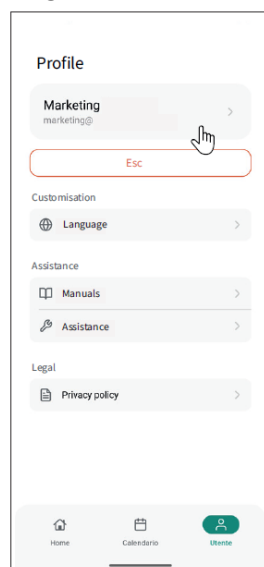 Profile
Marketing
marketing@
Esc
Customisation
Language
Assistance
Manuals
Assistance
Legal
Privacy policy
Home
Calendario
Utente